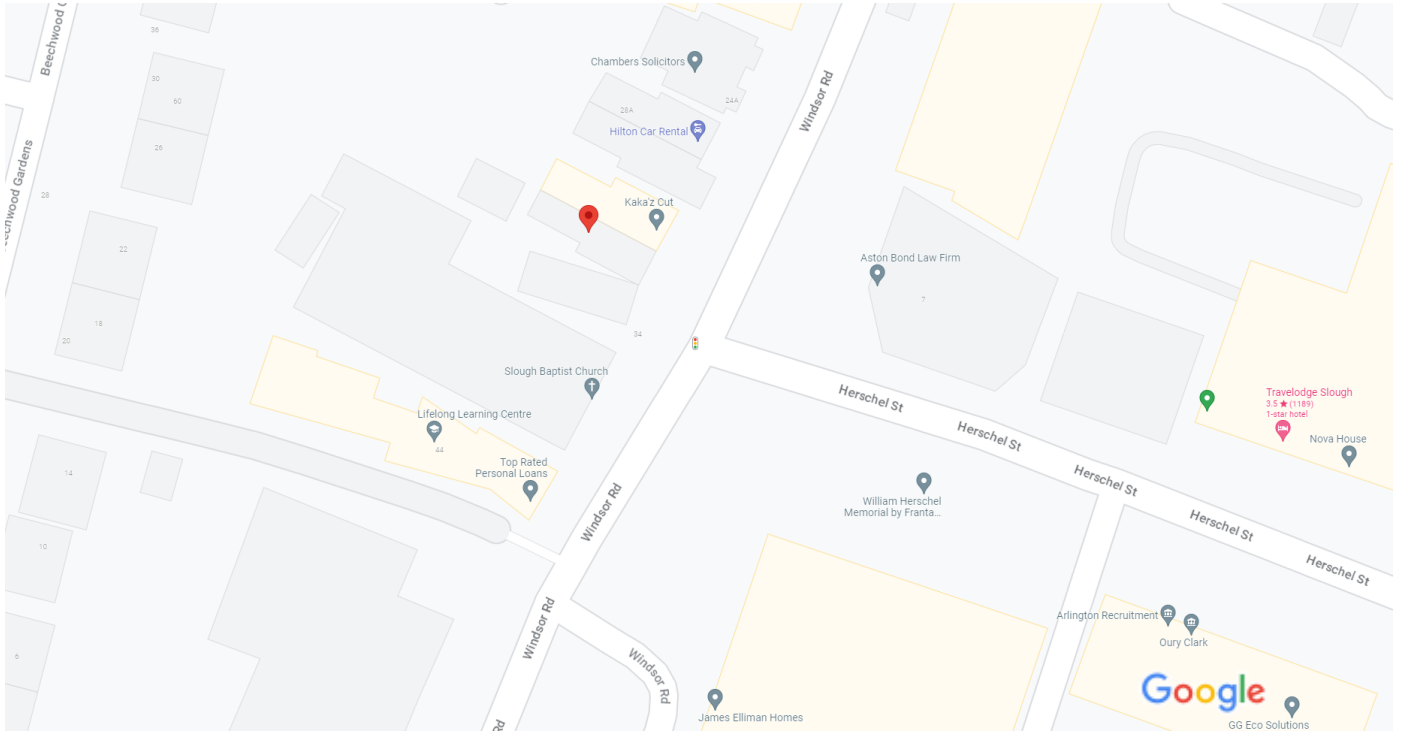 Beechwood G
36
Chambers Solicitors
30
60
24A
28A
Windsor Rd
Hilton Car Rental
26
eechwood Gardens
28
Kaka'z Cut
22
Aston Bond Law Firm
7
18
20
34
Slough Baptist Church
Herschel St
Travelodge Slough
3.5 ★ (1189)
1-star hotel
Lifelong Learning Centre
44
Herschel St
Nova House
Top Rated
Personal Loans
14
Herschel St
William Herschel
Memorial by Franta...
Windsor Rd
Herschel St
10
Herschel St
Arlington Recruitment
Oury Clark
Windsor Rd
6
Windsor Rd
Google
James Elliman Homes
Rd
GG Eco Solutions